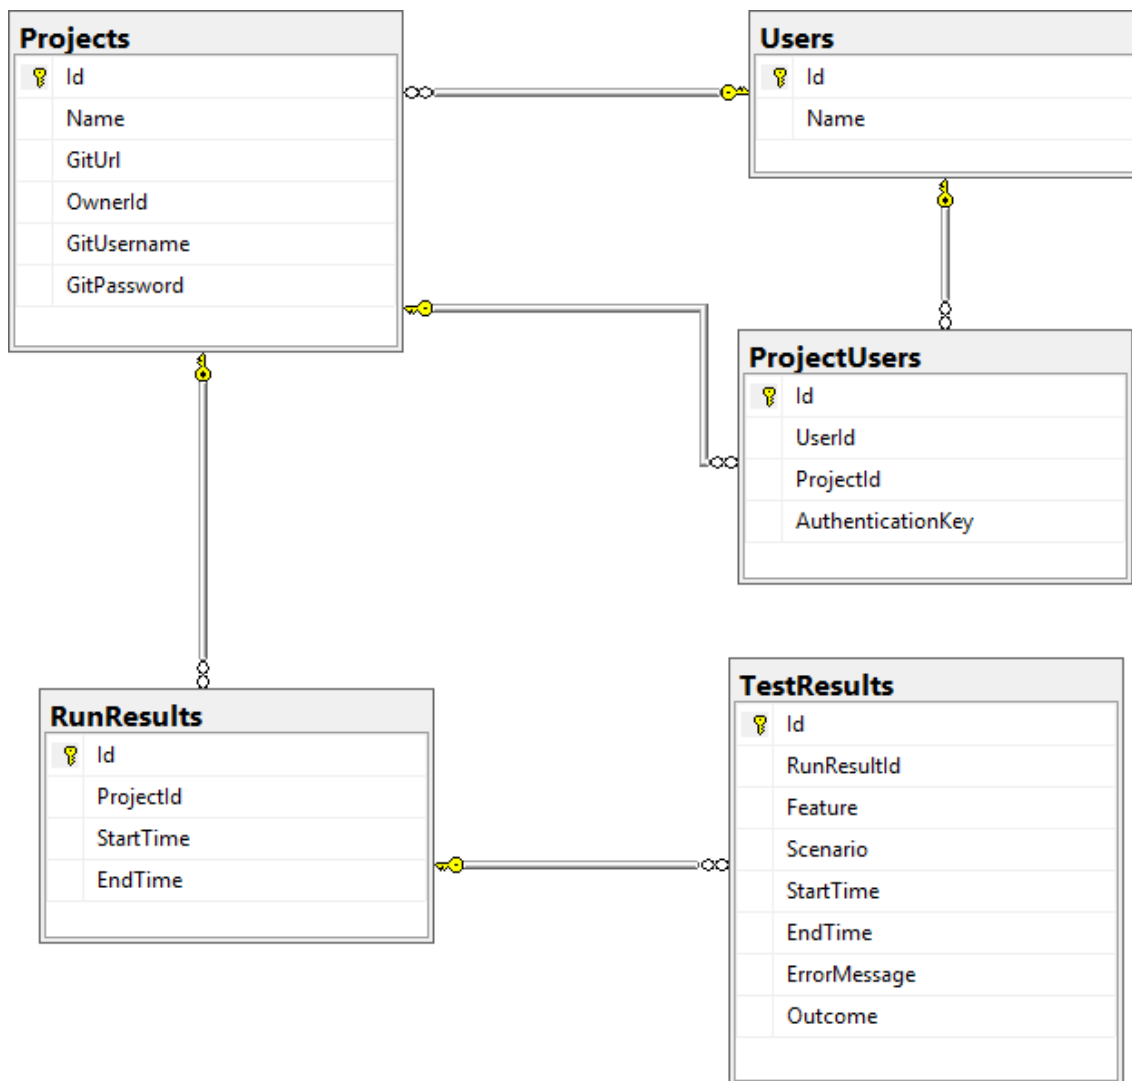 Projects
Id
Name
GitUrl
OwnerId
GitUsername
GitPassword
Users
Id
Name
ProjectUsers
Id
UserId
ProjectId
AuthenticationKey
RunResults
Id
ProjectId
StartTime
EndTime
TestResults
Id
RunResultId
Feature
Scenario
StartTime
EndTime
ErrorMessage
Outcome